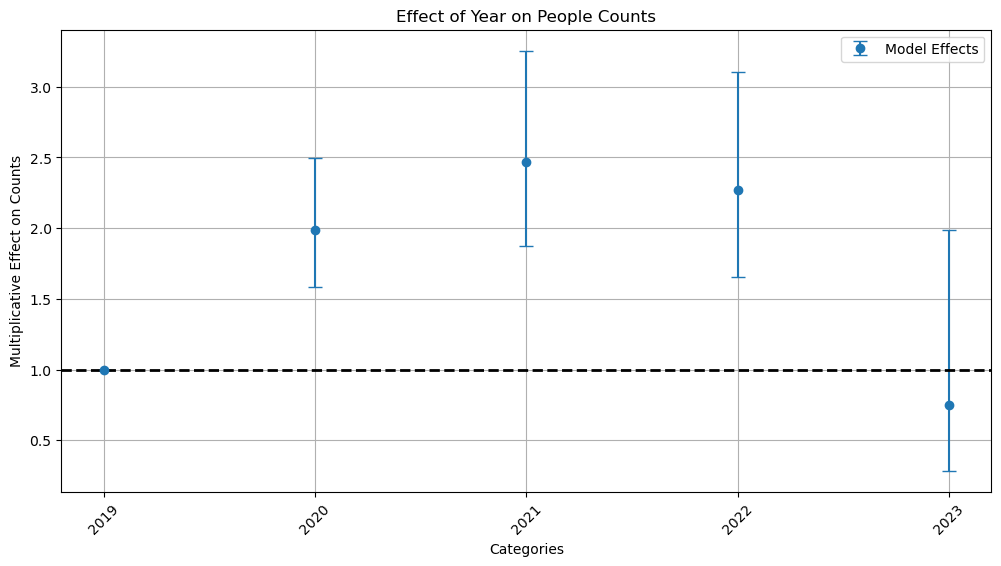 Effect of Year on People Counts
Model Effects
Multiplicative Effect on Counts
3.0
2.5
2.0
1.5
1.0
0.5
2019
2020
2021
2022
2023
Categories